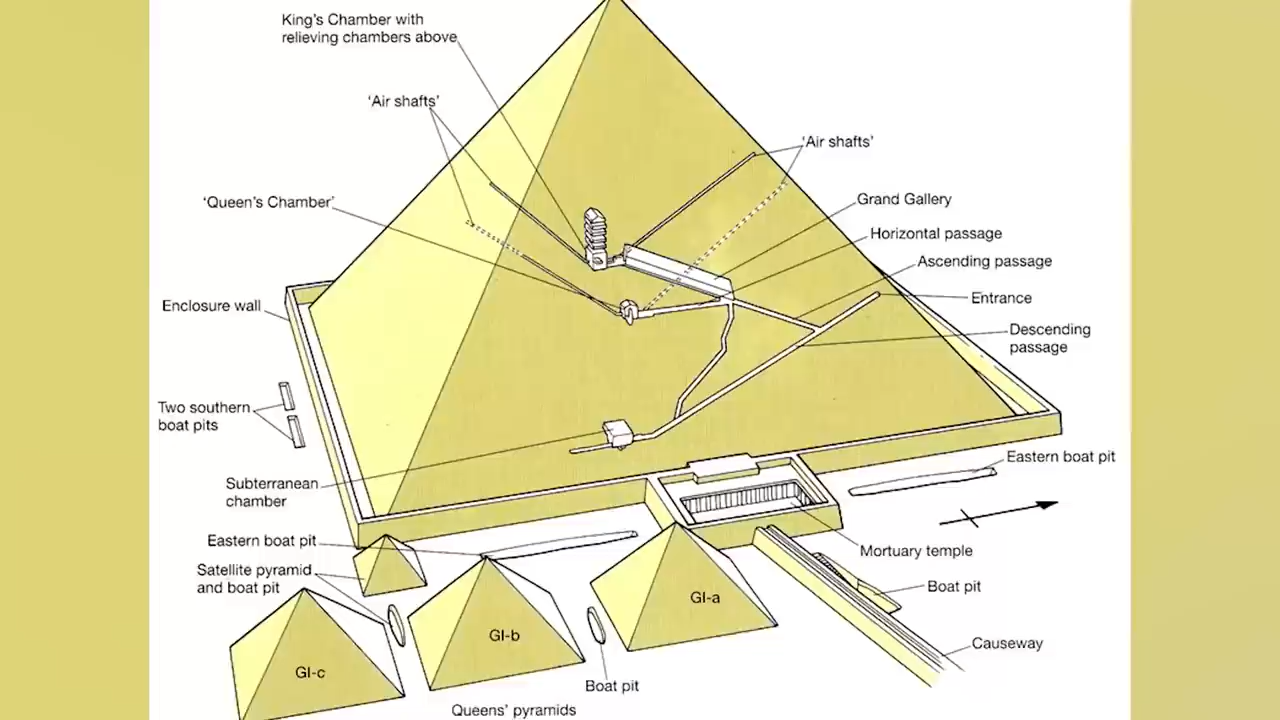 King's Chamber with
relieving chambers above
'Air shafts'
'Air shafts'
'Queen's Chamber'
Grand Gallery
Horizontal passage
Ascending passage
Entrance
Enclosure wall
Descending
passage
Two southern
boat pits
Eastern boat pit
Subterranean
chamber
Eastern boat pit
Mortuary temple
Satellite pyramid
and boat pit
Boat pit
GI-a
GI-b
Causeway
GI-c
Boat pit
Queens' pyramids